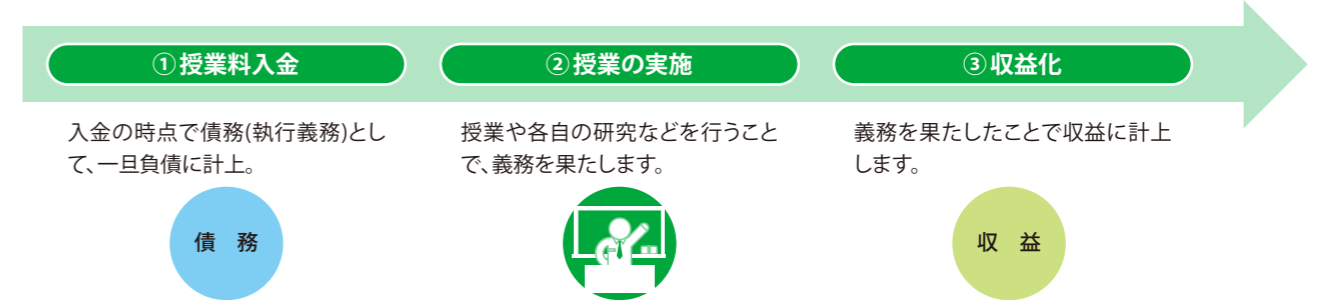 ①授業料入金
②授業の実施
③収益化
入金の時点で債務(執行義務)とし
て、一旦負債に計上。
授業や各自の研究などを行うこと
で、義務を果たします。
義務を果たしたことで収益に計上
します。
債　務
収　益